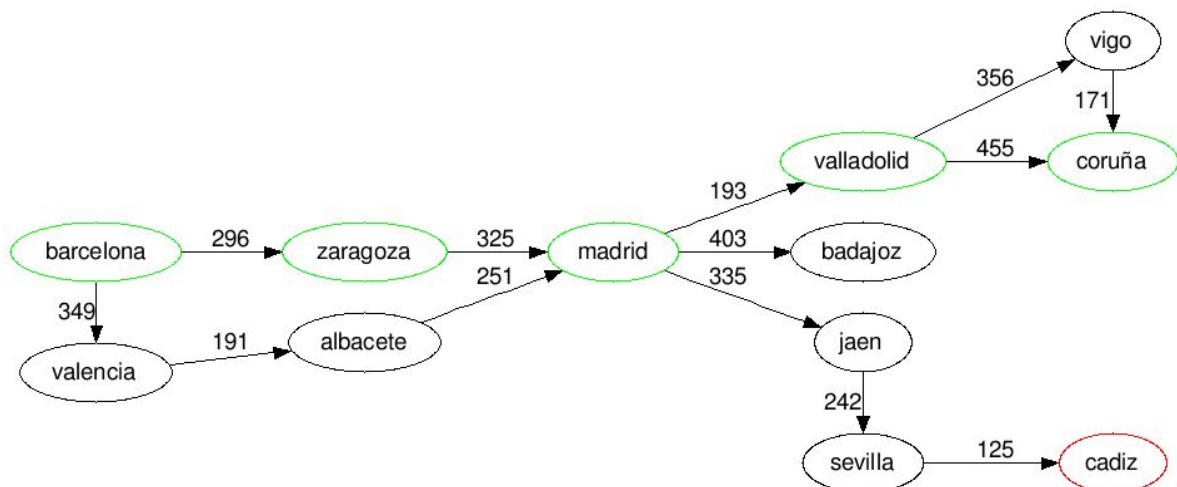 vigo
356
171
valladolid
455
coruña
193
barcelona
296
zaragoza
325
madrid
403
badajoz
251
335
349
albacete
jaen
191
valencia
242
sevilla
125
cadiz